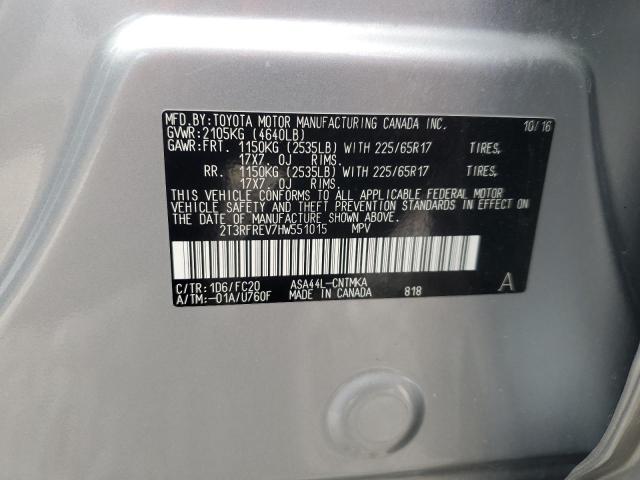 MFD.BY:TOYOTA MOTOR MANUFACTURING CANADA INC. 10/16
GVWR:2105KG (4640LB)
GAWR:FRT. 1150KG (2535LB) WITH 225/65R17 TIRES,
17X7.0J RIMS.
RR. 1150KG (2535LB) WITH 225/65R17 TIRES,
17X7.0J RIMS.
THIS VEHICLE CONFORMS TO ALL APPLICABLE FEDERAL MOTOR
VEHICLE SAFETY AND THEFT PREVENTION STANDARDS IN EFFECT
ON THE DATE OF MANUFACTURE SHOWN ABOVE.
2T3RFREV7HW551015 MPV
C/TR:1D6/FC20 ASA44L-CNTMKA
A/TM:-01A/U760F MADE IN CANADA 818 A